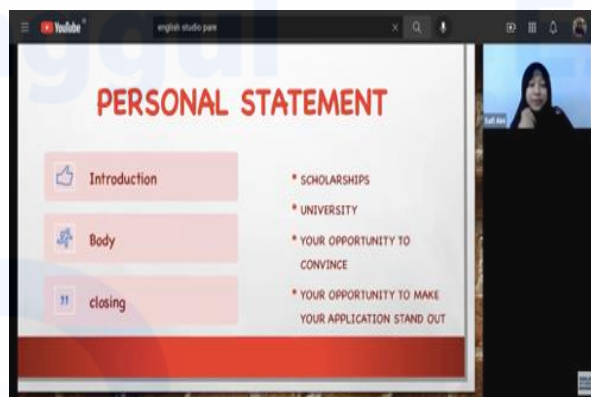 YouTube
english studio pare
PERSONAL STATEMENT
Introduction
Body
closing
* SCHOLARSHIPS
* UNIVERSITY
* YOUR OPPORTUNITY TO
CONVINCE
* YOUR OPPORTUNITY TO MAKE
YOUR APPLICATION STAND OUT